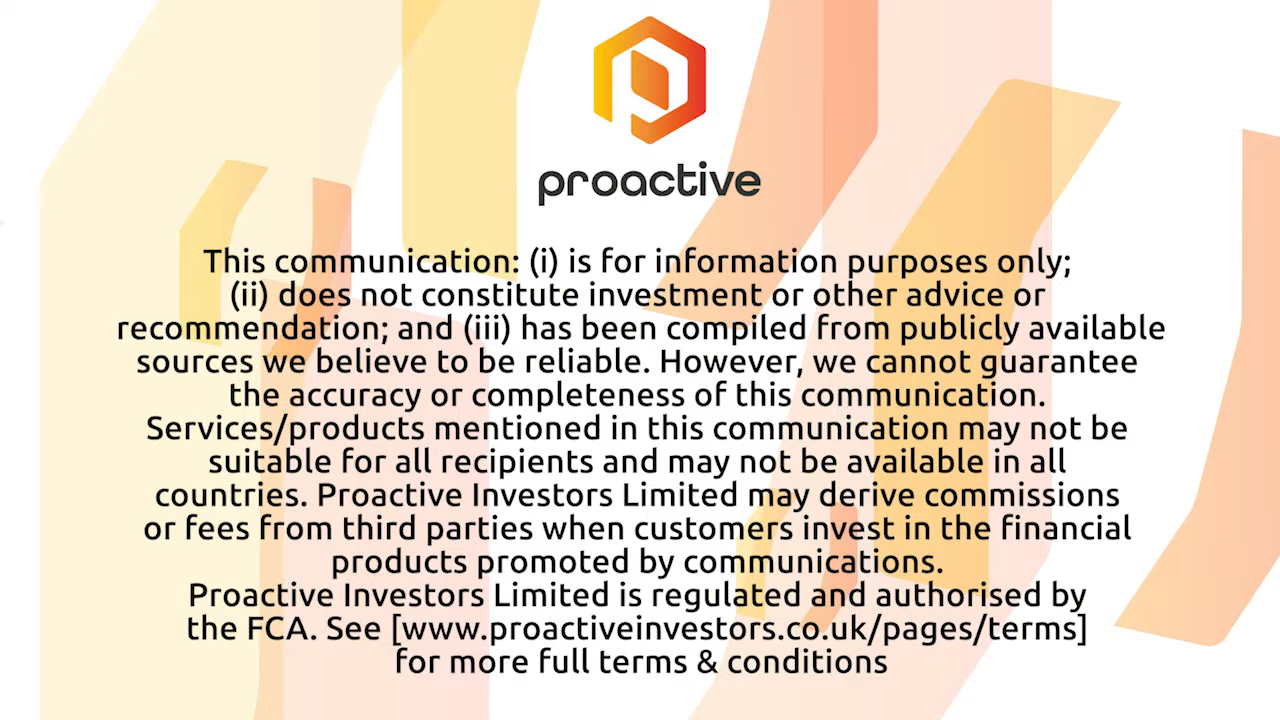 proactive
This communication: (i) is for information purposes only;
(ii) does not constitute investment or other advice or
recommendation; and (iii) has been compiled from publicly available
sources we believe to be reliable. However, we cannot guarantee
the accuracy or completeness of this communication.
Services/products mentioned in this communication may not be
suitable for all recipients and may not be available in all
countries. Proactive Investors Limited may derive commissions
or fees from third parties when customers invest in the financial
products promoted by communications.
Proactive Investors Limited is regulated and authorised by
the FCA. See [www.proactiveinvestors.co.uk/pages/terms]
for more full terms & conditions